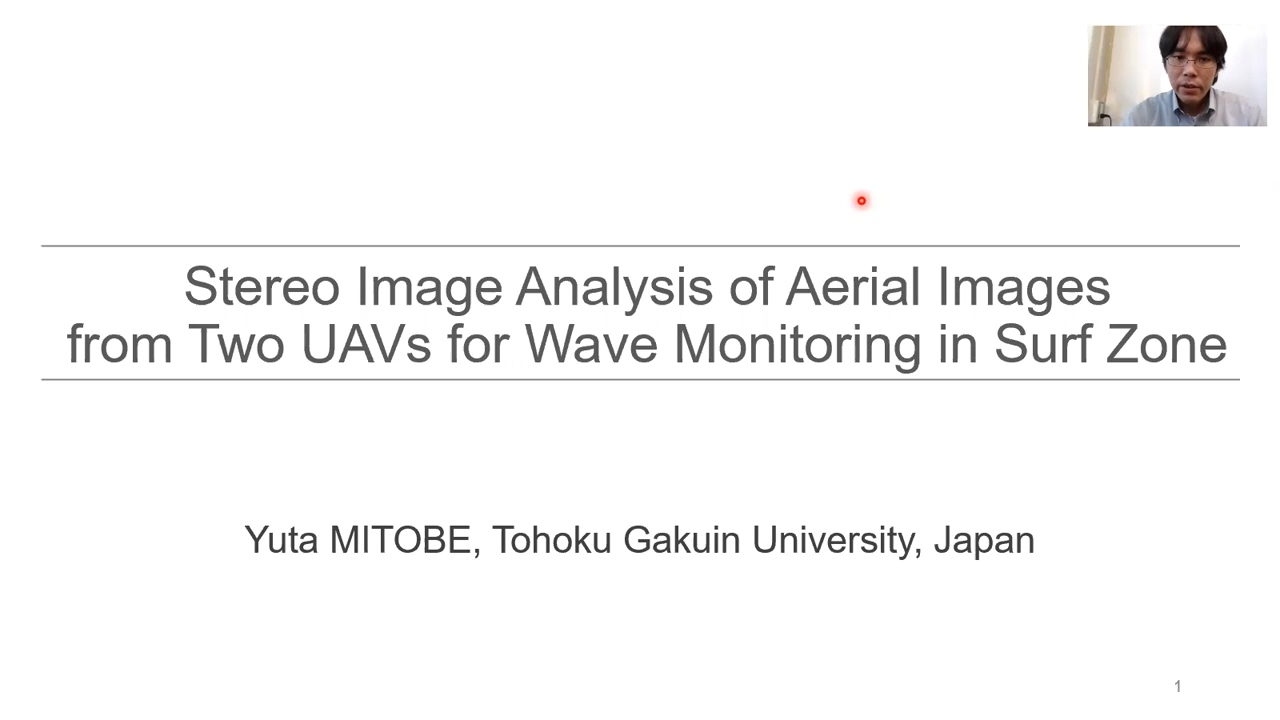 Stereo Image Analysis of Aerial Images
from Two UAVs for Wave Monitoring in Surf Zone
Yuta MITOBE, Tohoku Gakuin University, Japan
1